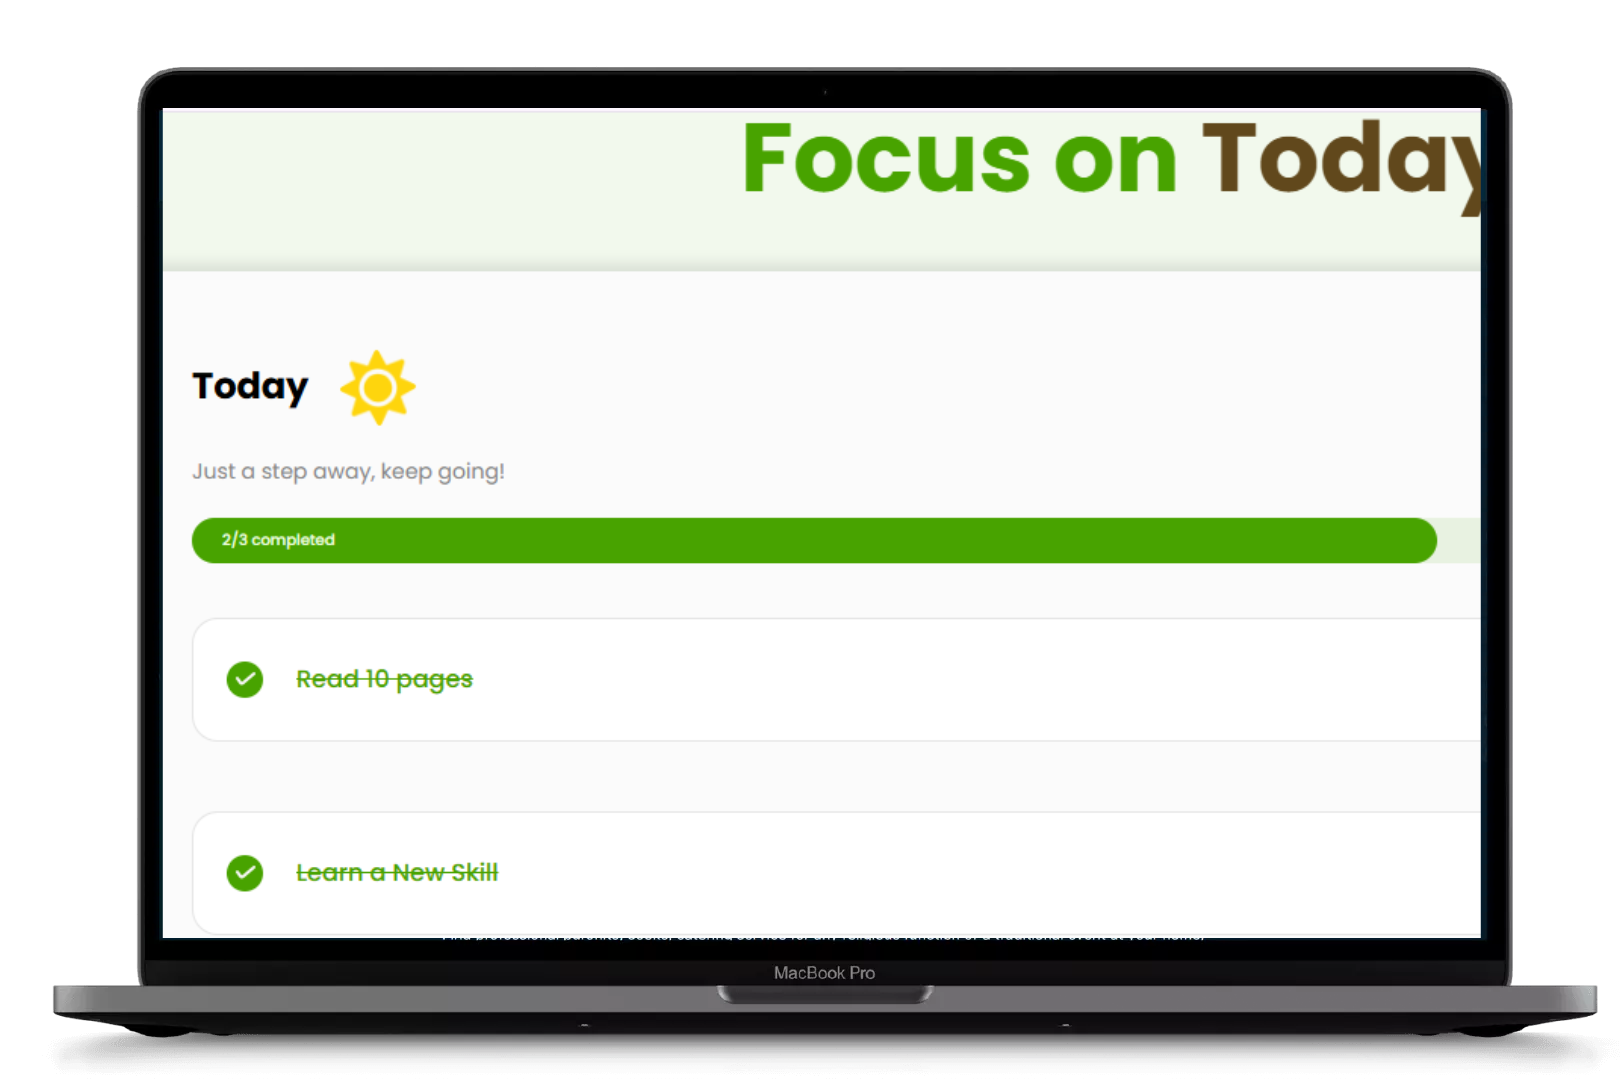 Focus on Today
Today
Just a step away, keep going!
2/3 completed
Read 10 pages
Learn a New Skill
MacBook Pro